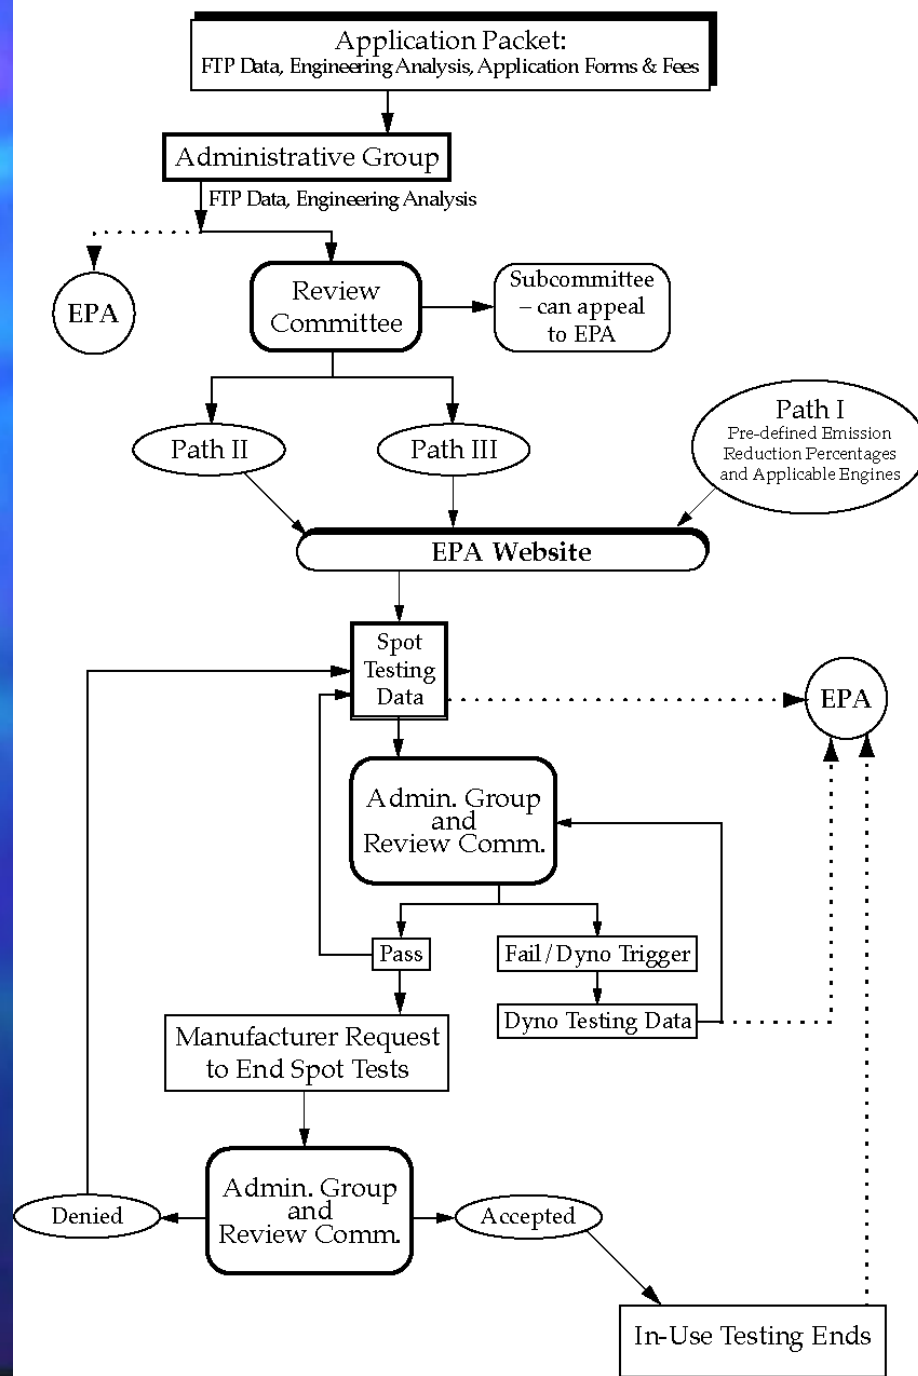 Application Packet:
FTP Data, Engineering Analysis, Application Forms & Fees
Administrative Group
FTP Data, Engineering Analysis
EPA
Review
Committee
Subcommittee
– can appeal
to EPA
Path II
Path III
Path I
Pre-defined Emission
Reduction Percentages
and Applicable Engines
EPA Website
Spot
Testing
Data
EPA
Admin. Group
and
Review Comm.
Pass
Fail/Dyno Trigger
Dyno Testing Data
Manufacturer Request
to End Spot Tests
Denied
Admin. Group
and
Review Comm.
Accepted
In-Use Testing Ends